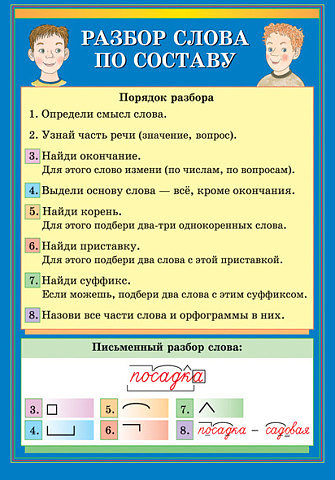 РАЗБОР СЛОВА
ПО СОСТАВУ
Порядок разбора
1. Определи смысл слова.
2. Узнай часть речи (значение, вопрос).
3. Найди окончание.
Для этого слово измени (по числам, по вопросам).
4. Выдели основу слова — всё, кроме окончания.
5. Найди корень.
Для этого подбери два-три однокоренных слова.
6. Найди приставку.
Для этого подбери два слова с этой приставкой.
7. Найди суффикс.
Если можешь, подбери два слова с этим суффиксом.
8. Назови все части слова и орфограммы в них.
Письменный разбор слова:
посадка
3. 5. 7.
4. 6. 8. посадка – садовая